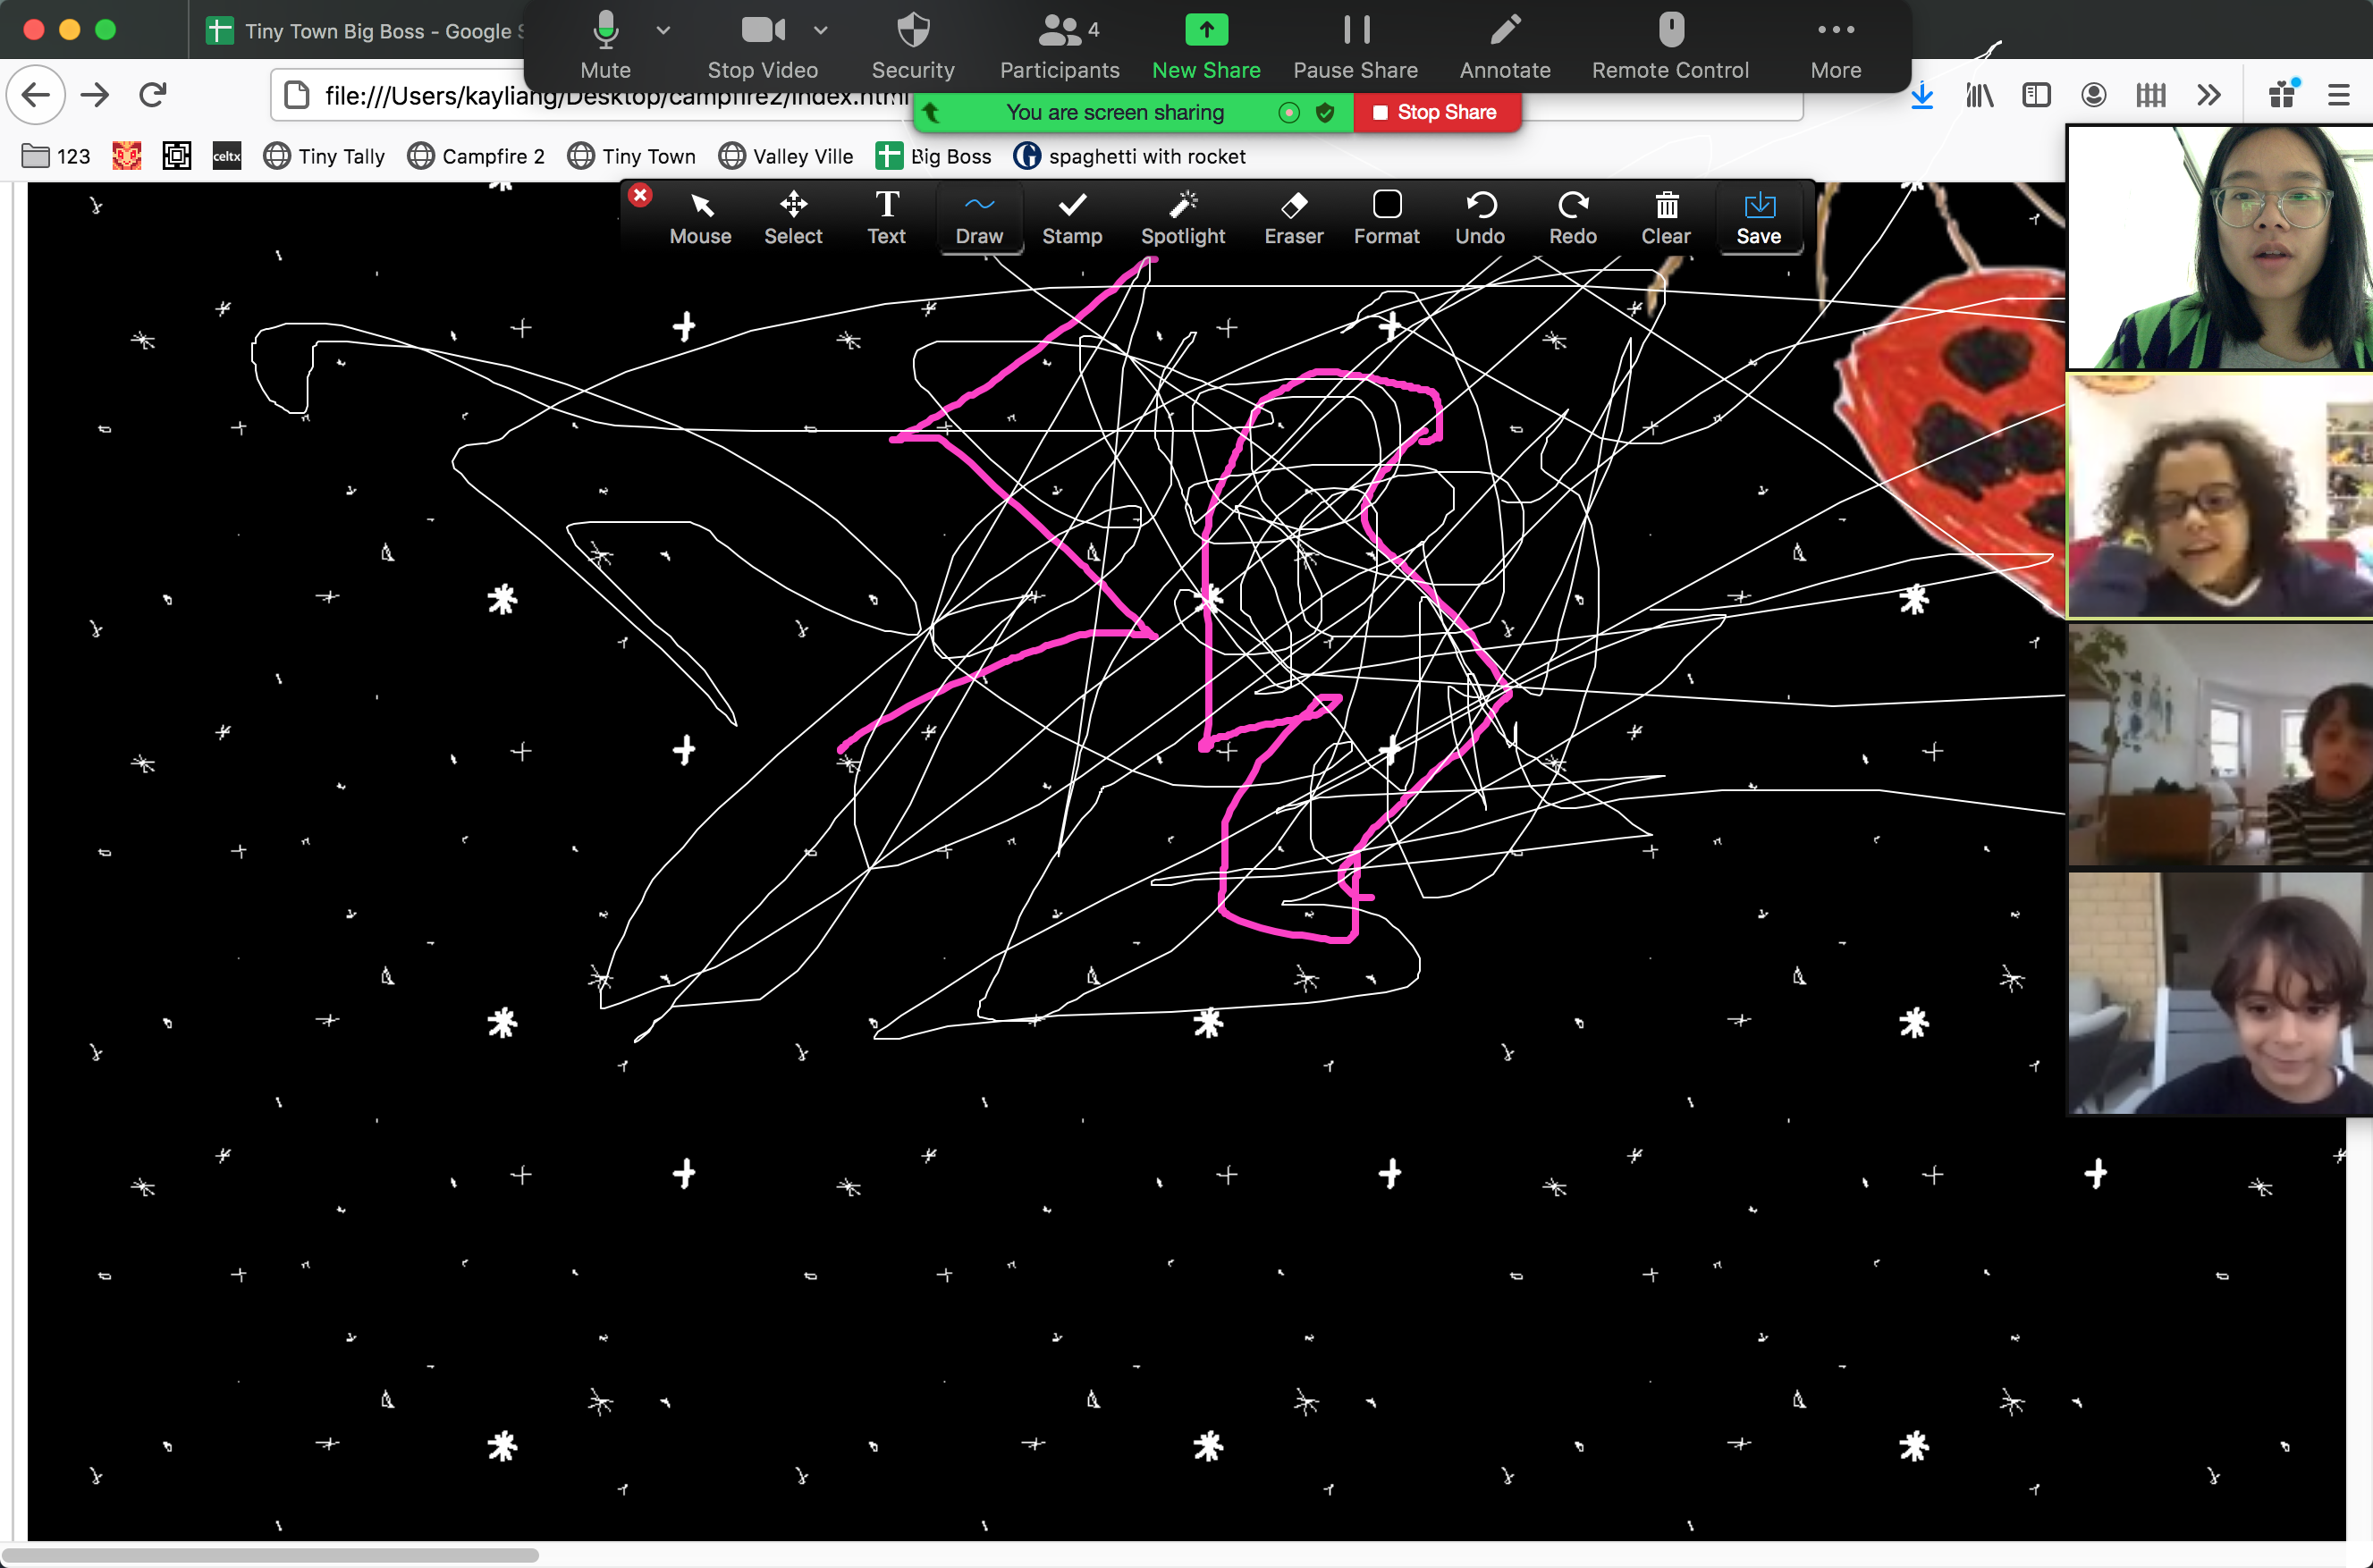 Tiny Town Big Boss - Google S
Mute
Stop Video
Security
4
Participants
New Share
Pause Share
Annotate
Remote Control
More
file:///Users/kayliang/Desktop/campfire2/index.html
You are screen sharing
Stop Share
123
celtx
Tiny Tally
Campfire 2
Tiny Town
Valley Ville
Big Boss
spaghetti with rocket
Mouse
Select
T
Text
Draw
Stamp
Spotlight
Eraser
Format
Undo
Redo
Clear
Save